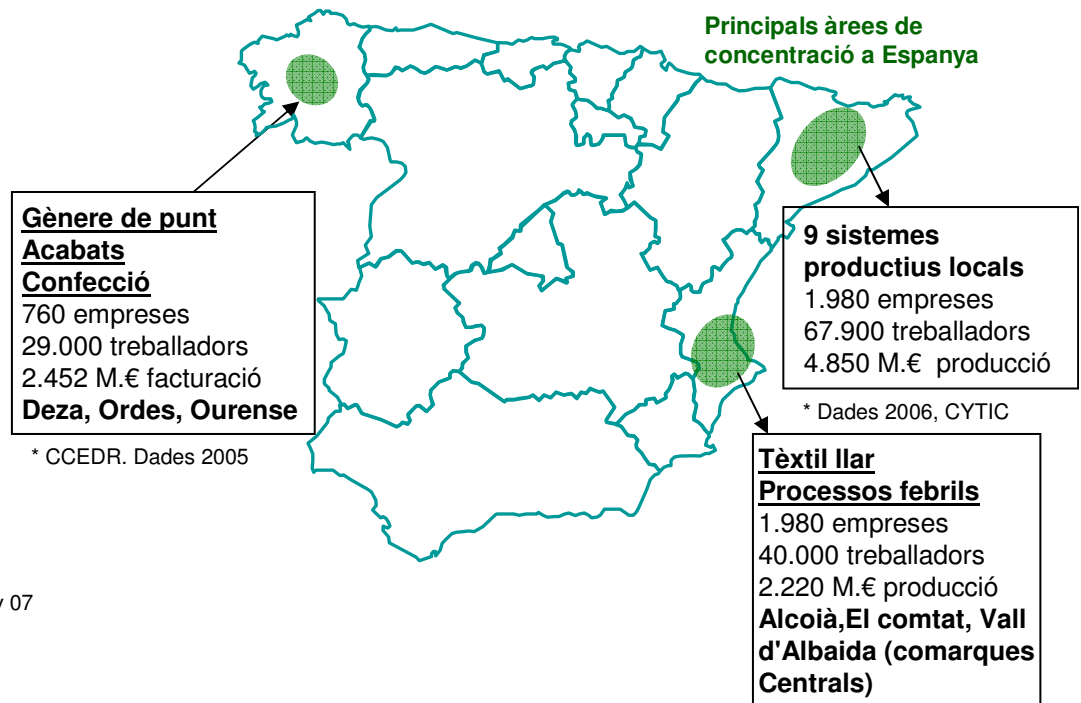 Principals àrees de
concentració a Espanya
Gènere de punt
Acabats
Confecció
760 empreses
29.000 treballadors
2.452 M.€ facturació
Deza, Ordes, Ourense
* CCEDR. Dades 2005
9 sistemes
productius locals
1.980 empreses
67.900 treballadors
4.850 M.€ producció
* Dades 2006, CYTIC
Tèxtil llar
Processos febrils
1.980 empreses
40.000 treballadors
2.220 M.€ producció
Alcoià,El comtat, Vall
d'Albaida (comarques
Centrals)
07